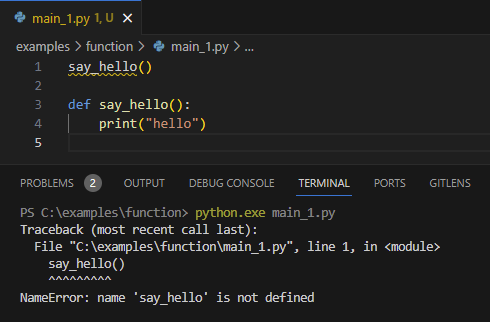 main_1.py 1, U
examples > function > main_1.py > ...
1 say_hello()
2
3 def say_hello():
4     print("hello")
5
PROBLEMS 2 OUTPUT DEBUG CONSOLE TERMINAL PORTS GITLENS
PS C:\examples\function> python.exe main_1.py
Traceback (most recent call last):
  File "C:\examples\function\main_1.py", line 1, in <module>
    say_hello()
    ^^^^^^^^^
NameError: name 'say_hello' is not defined